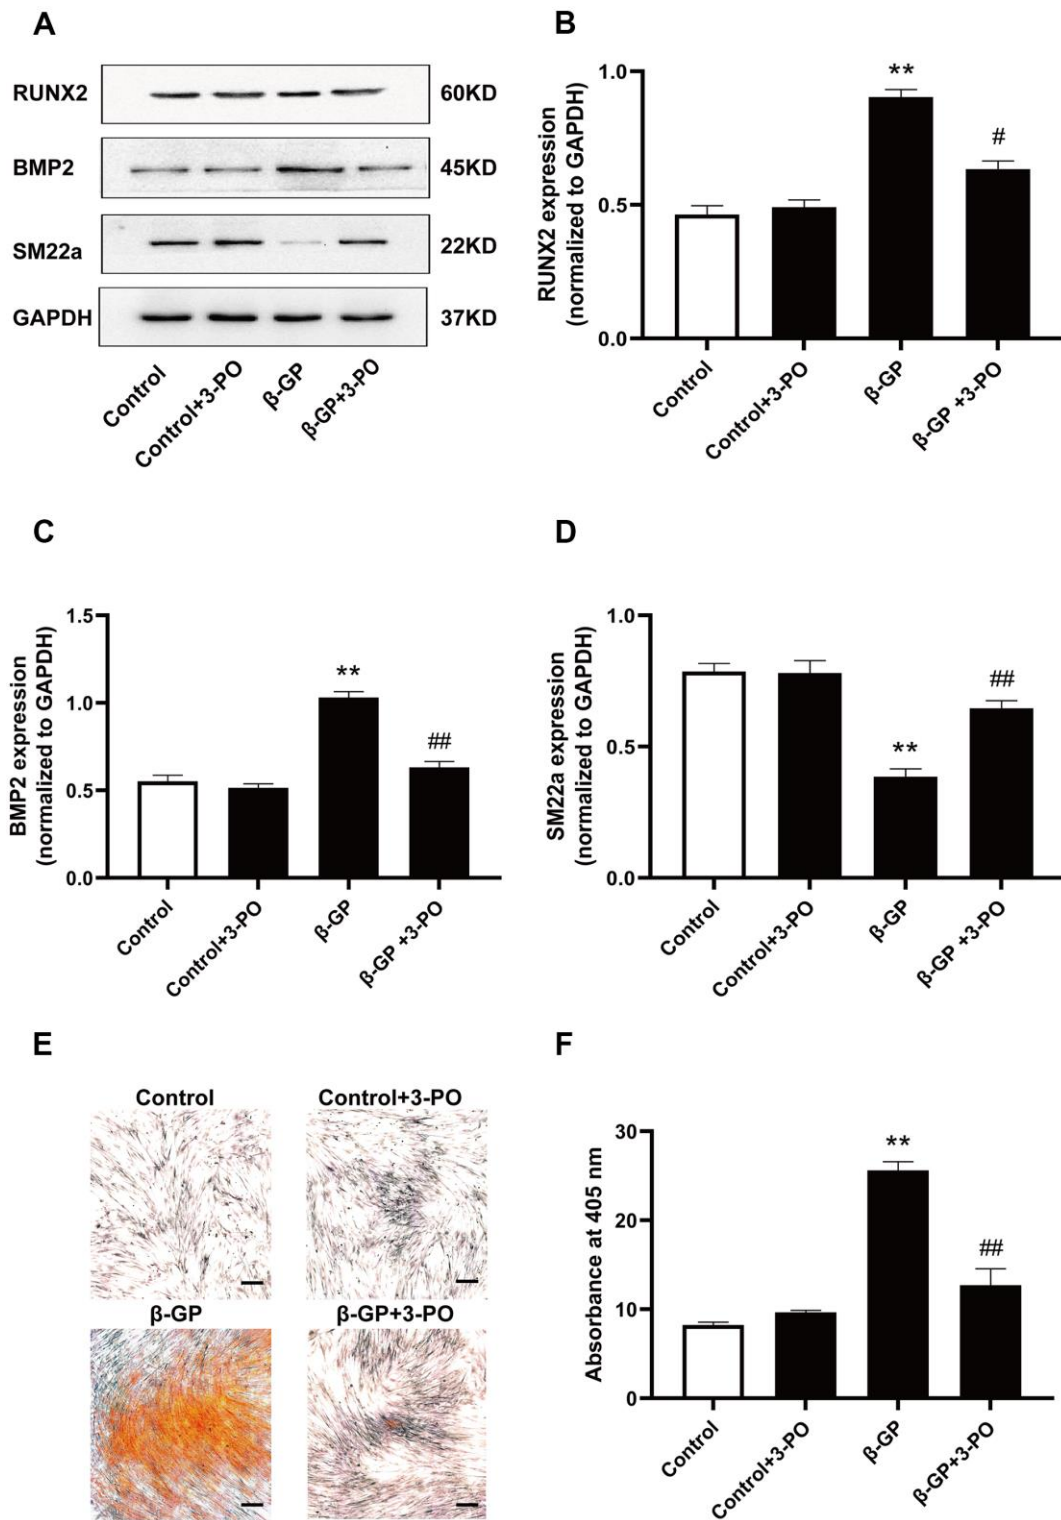 A
RUNX2 60KD
BMP2 45KD
SM22a 22KD
GAPDH 37KD
Control
Control+3-PO
β-GP
β-GP+3-PO
B
RUNX2 expression
(normalized to GAPDH)
1.0
0.5
0.0
**
#
Control
Control+3-PO
β-GP
β-GP +3-PO
C
BMP2 expression
(normalized to GAPDH)
1.5
1.0
0.5
0.0
**
##
Control
Control+3-PO
β-GP
β-GP +3-PO
D
SM22a expression
(normalized to GAPDH)
1.0
0.5
0.0
**
##
Control
Control+3-PO
β-GP
β-GP +3-PO
E
Control
Control+3-PO
β-GP
β-GP+3-PO
F
Absorbance at 405 nm
30
20
10
0
**
##
Control
Control+3-PO
β-GP
β-GP+3-PO